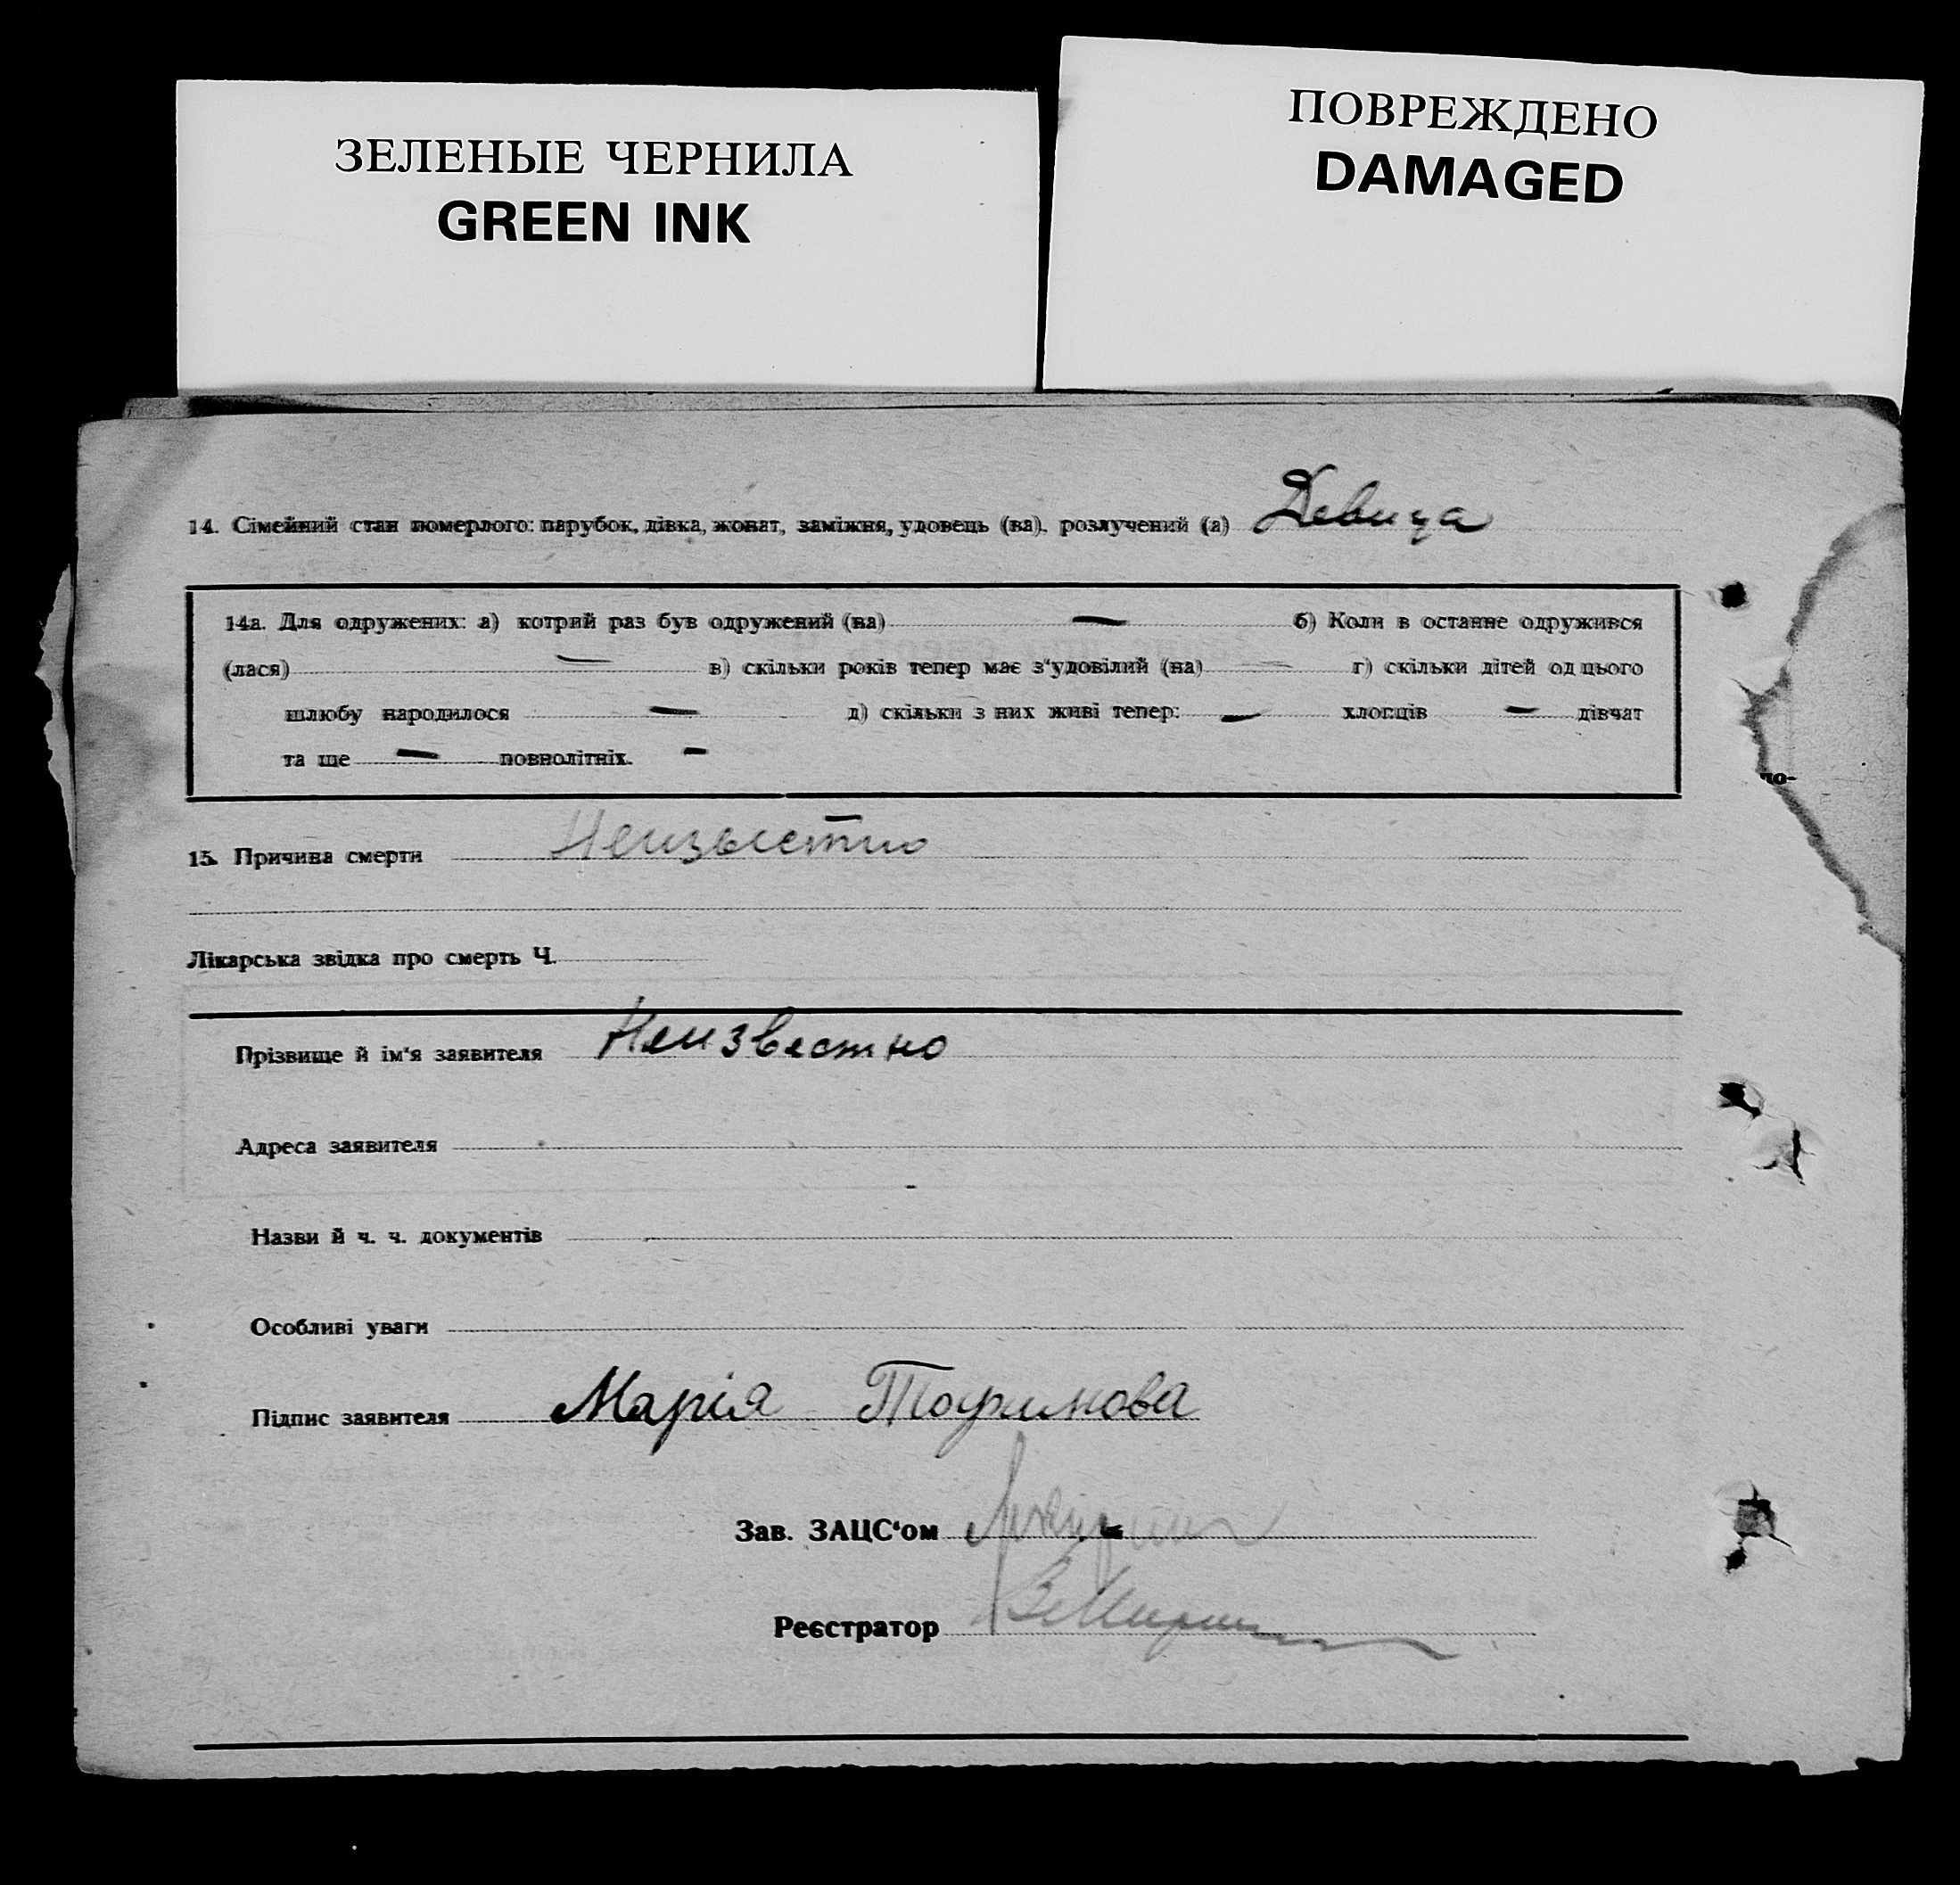 ЗЕЛЕНЫЕ ЧЕРНИЛА
GREEN INK
ПОВРЕЖДЕНО
DAMAGED
14. Сімейний стан померлого: парубок, дівка, жонат, заміжня, удовець (ва). розлучений (а) Девица
14а. Для одружених: а) котрий раз був одружений (на) — б) Коли в останне одружився
(лася) — в) скільки років тепер має з'удовілий (на) — г) скільки дітей од цього
шлюбу народилося — д) скільки з них живі тепер: — хлопців — дівчат
та ще — повнолітніх. —
ло-
15. Причина смерти Неизвестно
Лікарська звідка про смерть Ч.
Прізвище й ім'я заявителя Неизвестно
Адреса заявителя
Назви й ч. ч. документів
Особливі уваги
Підпис заявителя Марія
Зав. ЗАЦС'ом
Реєстратор